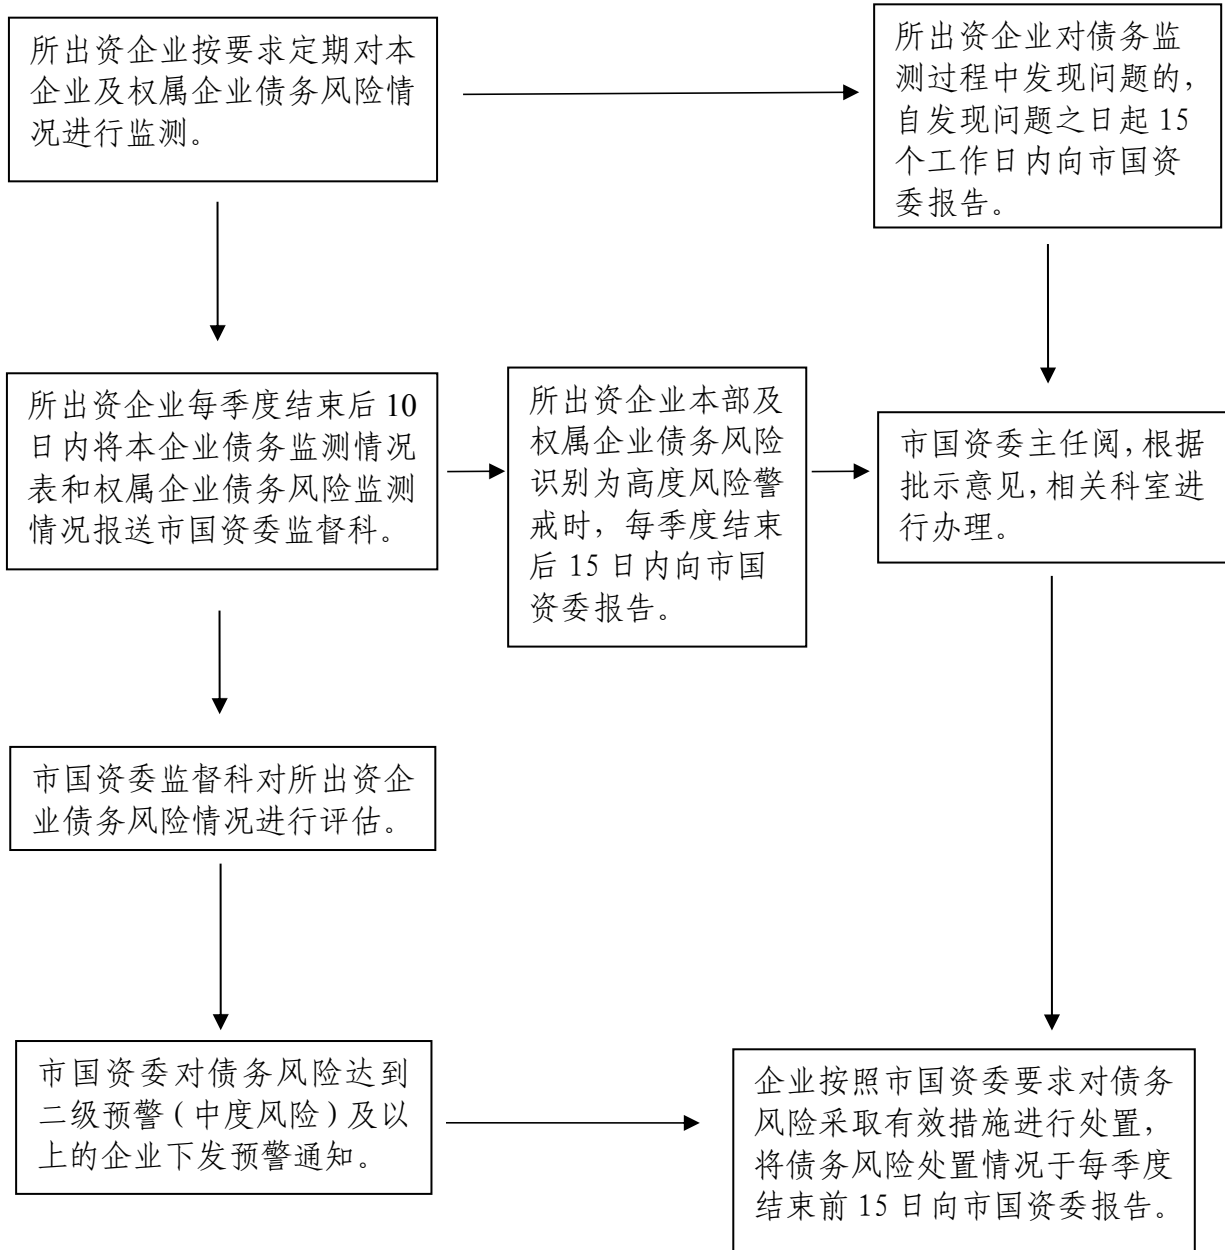 所出资企业按要求定期对本
企业及权属企业债务风险情
况进行监测。
所出资企业对债务监
测过程中发现问题的，
自发现问题之日起 15
个工作日内向市国资
委报告。
所出资企业每季度结束后 10
日内将本企业债务监测情况
表和权属企业债务风险监测
情况报送市国资委监督科。
所出资企业本部及
权属企业债务风险
识别为高度风险警
戒时，每季度结束
后 15 日内向市国
资委报告。
市国资委主任阅，根据
批示意见，相关科室进
行办理。
市国资委监督科对所出资企
业债务风险情况进行评估。
市国资委对债务风险达到
二级预警（中度风险）及以
上的企业下发预警通知。
企业按照市国资委要求对债务
风险采取有效措施进行处置，
将债务风险处置情况于每季度
结束前 15 日向市国资委报告。